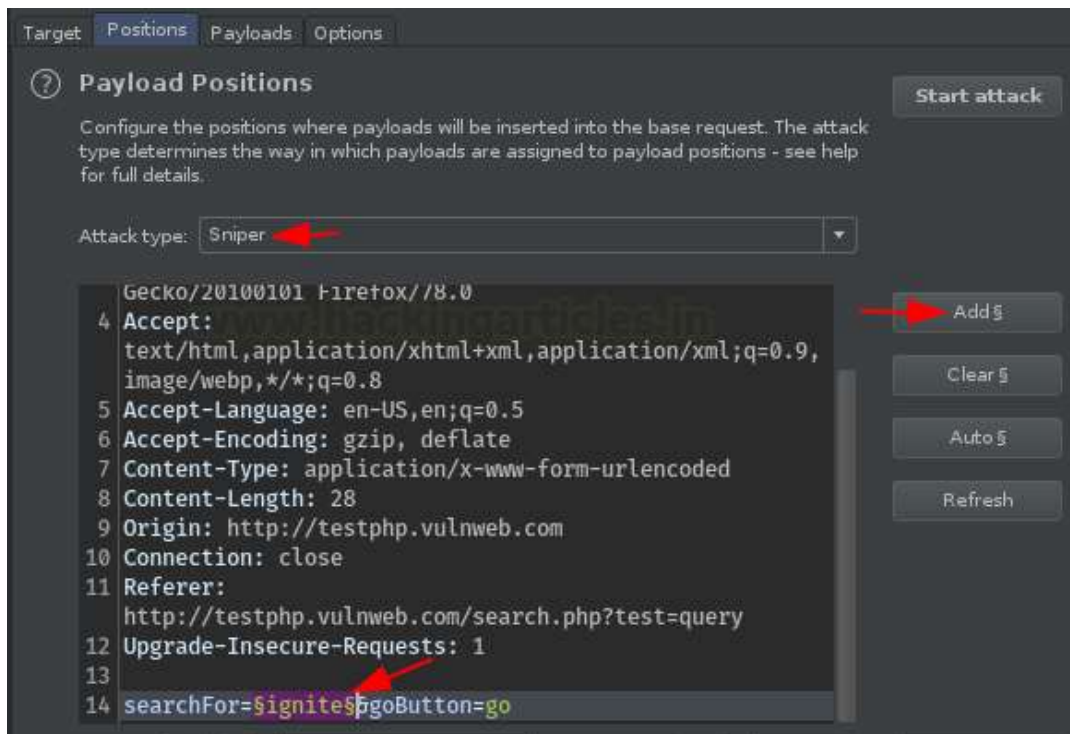 Target Positions Payloads Options
? Payload Positions
Start attack
Configure the positions where payloads will be inserted into the base request. The attack
type determines the way in which payloads are assigned to payload positions - see help
for full details.
Attack type: Sniper
Gecko/20100101 Firefox/78.0
www.hackingarticles.in
4 Accept:
text/html,application/xhtml+xml,application/xml;q=0.9,
image/webp,*/*;q=0.8
5 Accept-Language: en-US,en;q=0.5
6 Accept-Encoding: gzip, deflate
7 Content-Type: application/x-www-form-urlencoded
8 Content-Length: 28
9 Origin: http://testphp.vulnweb.com
10 Connection: close
11 Referer:
http://testphp.vulnweb.com/search.php?test=query
12 Upgrade-Insecure-Requests: 1
13
14 searchFor=§ignite§&goButton=go
Add §
Clear §
Auto §
Refresh